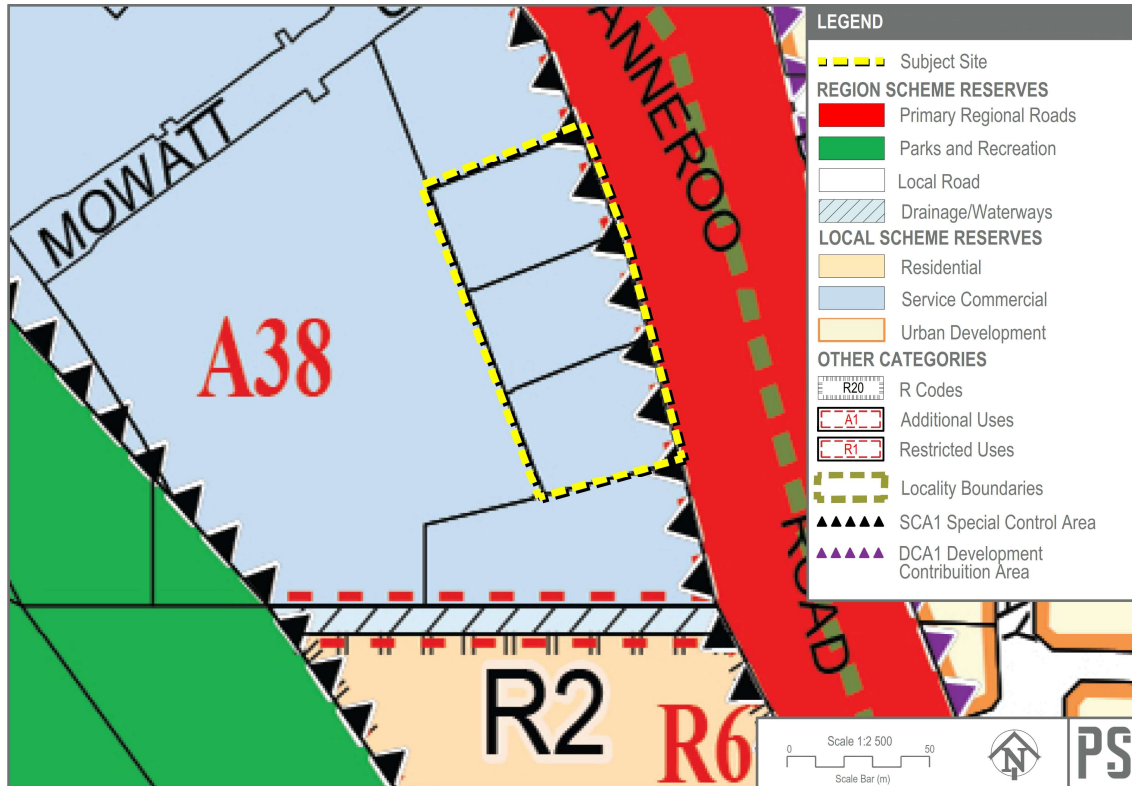 MOWATT
ANNEROO
ROAD
A38
R2
R6
LEGEND
Subject Site
REGION SCHEME RESERVES
Primary Regional Roads
Parks and Recreation
Local Road
Drainage/Waterways
LOCAL SCHEME RESERVES
Residential
Service Commercial
Urban Development
OTHER CATEGORIES
R20 R Codes
A1 Additional Uses
R1 Restricted Uses
Locality Boundaries
SCA1 Special Control Area
DCA1 Development
Contribuition Area
Scale 1:2 500
0 50
Scale Bar (m)
N
PS